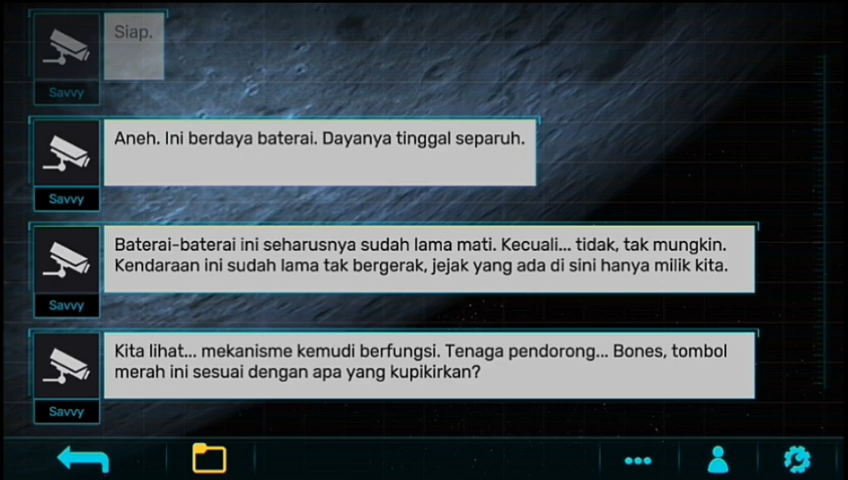 Siap.
Savvy
Aneh. Ini berdaya baterai. Dayanya tinggal separuh.
Savvy
Baterai-baterai ini seharusnya sudah lama mati. Kecuali... tidak, tak mungkin.
Kendaraan ini sudah lama tak bergerak, jejak yang ada di sini hanya milik kita.
Savvy
Kita lihat... mekanisme kemudi berfungsi. Tenaga pendorong... Bones, tombol
merah ini sesuai dengan apa yang kupikirkan?
Savvy